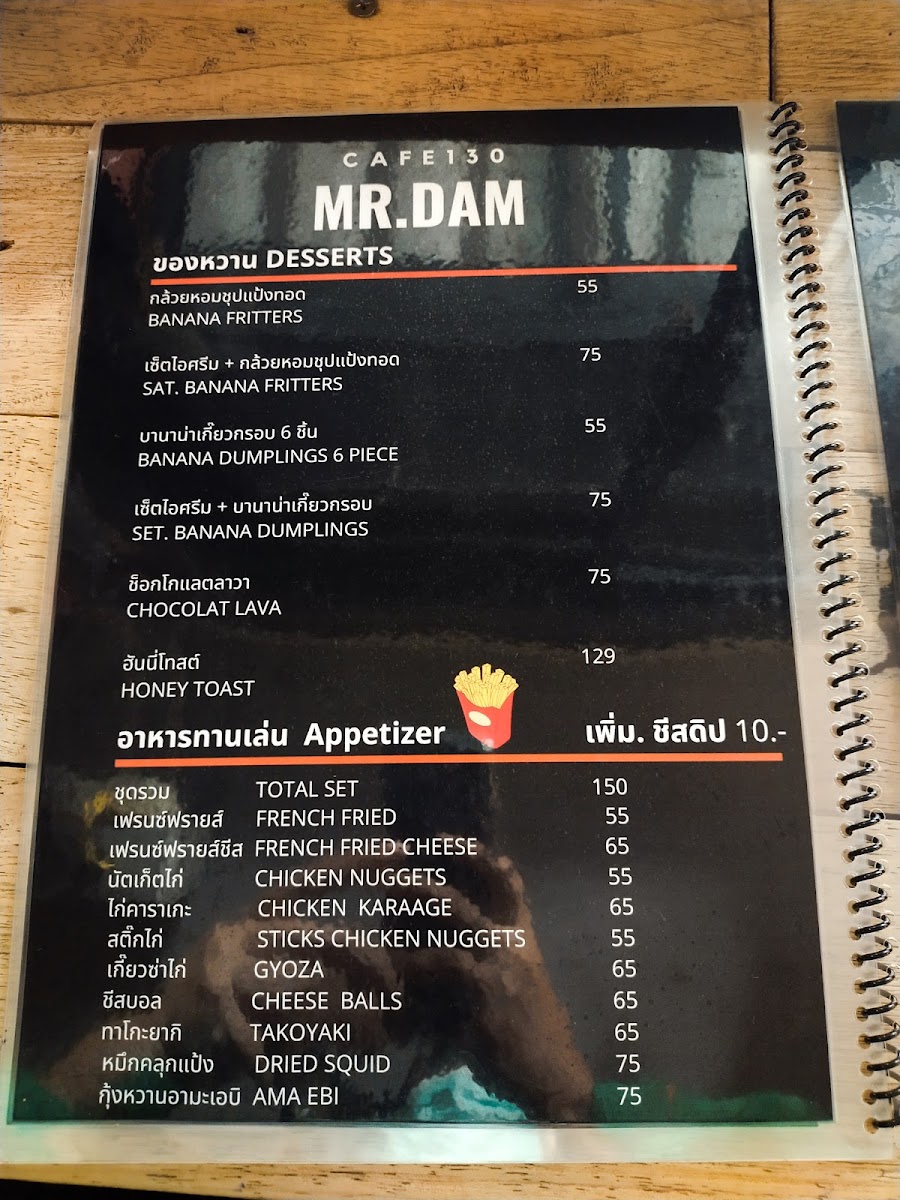 CAFE130
MR.DAM
ของหวาน DESSERTS
กล้วยหอมชุปแป้งทอด 55
BANANA FRITTERS
เซ็ตไอศรีม + กล้วยหอมชุปแป้งทอด 75
SAT. BANANA FRITTERS
บานาน่าเกี๊ยวกรอบ 6 ชิ้น 55
BANANA DUMPLINGS 6 PIECE
เซ็ตไอศรีม + บานาน่าเกี๊ยวกรอบ 75
SET. BANANA DUMPLINGS
ช็อกโกแลตลาวา 75
CHOCOLAT LAVA
ฮันนี่โทสต์ 129
HONEY TOAST
อาหารทานเล่น Appetizer เพิ่ม. ชีสดิป 10.-
ชุดรวม TOTAL SET 150
เฟรนซ์ฟรายส์ FRENCH FRIED 55
เฟรนซ์ฟรายส์ชีส FRENCH FRIED CHEESE 65
นัตเก็ตไก่ CHICKEN NUGGETS 55
ไก่คาราเกะ CHICKEN KARAAGE 65
สติ๊กไก่ STICKS CHICKEN NUGGETS 55
เกี๊ยวซ่าไก่ GYOZA 65
ชีสบอล CHEESE BALLS 65
ทาโกะยากิ TAKOYAKI 65
หมึกคลุกแป้ง DRIED SQUID 75
กุ้งหวานอามะเอบิ AMA EBI 75